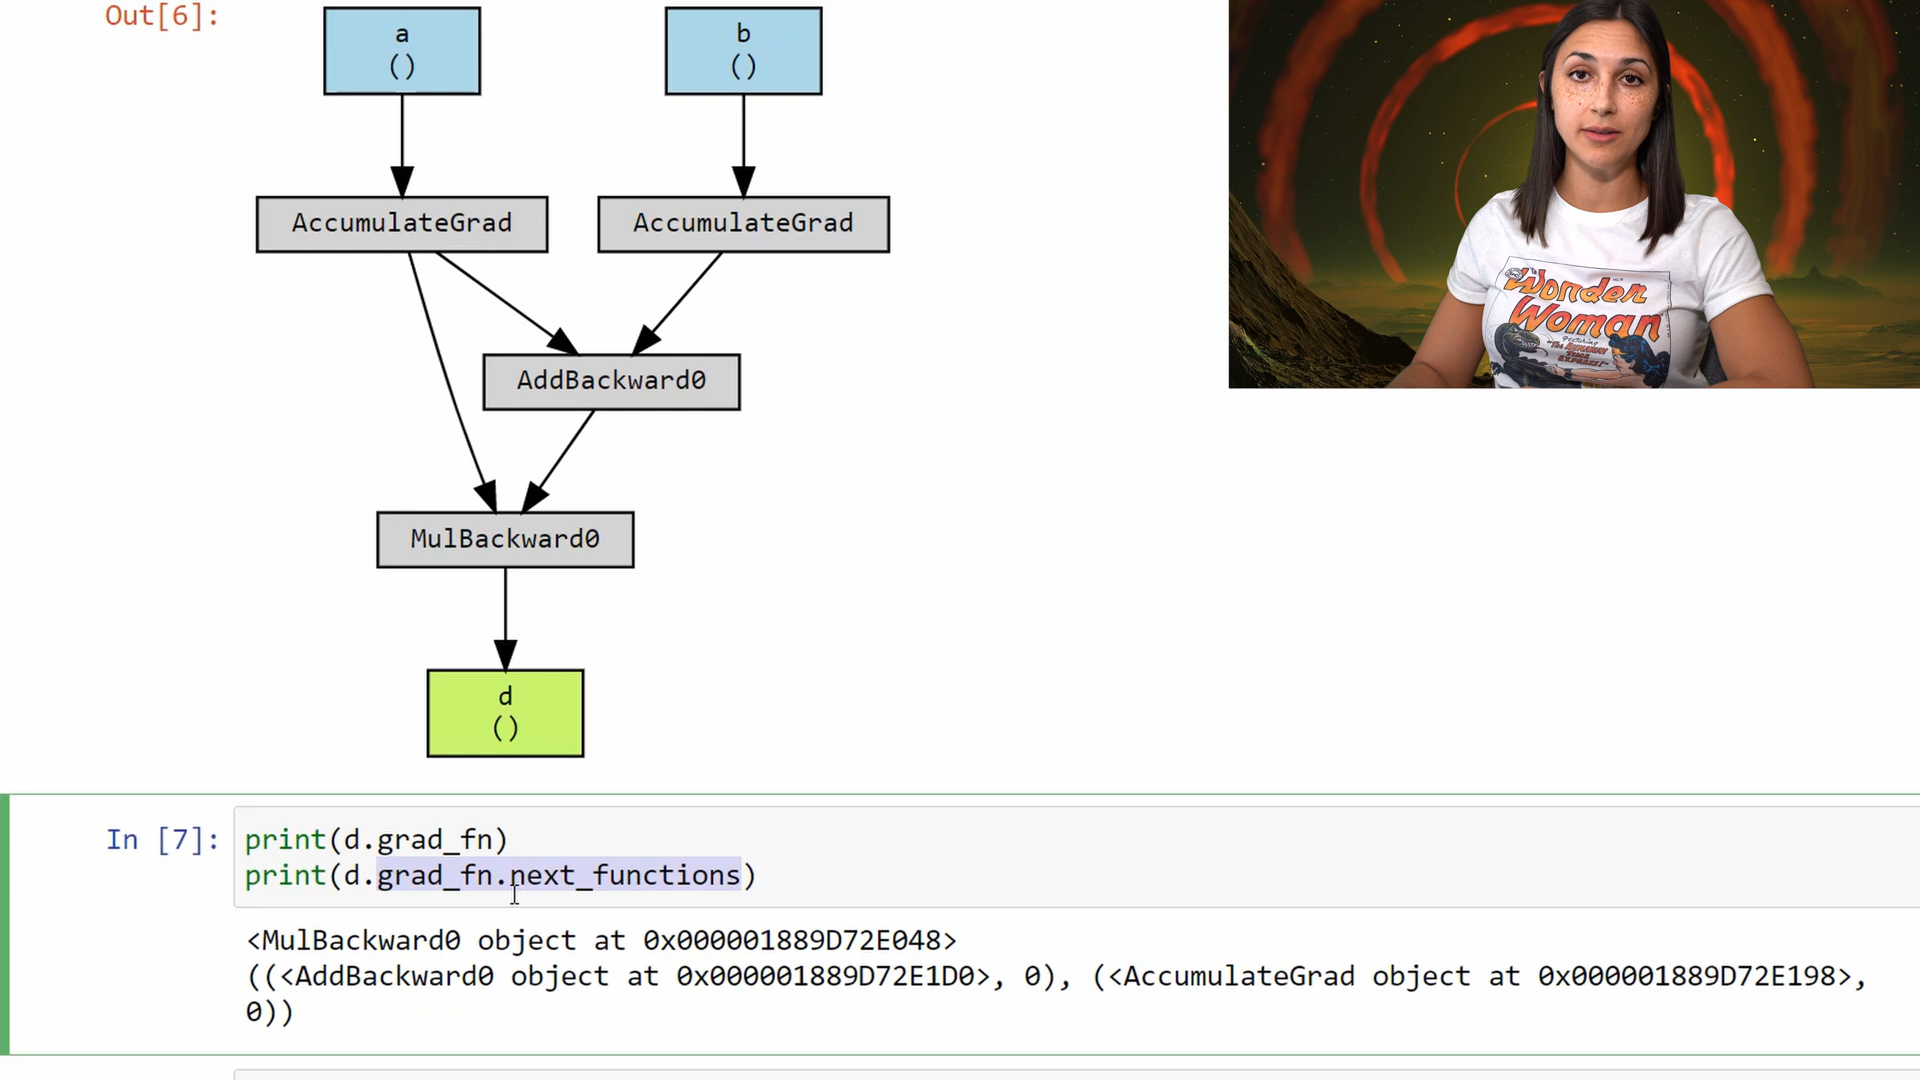 Out[6]:
a
()
b
()
AccumulateGrad
AccumulateGrad
AddBackward0
MulBackward0
d
()
Wonder
Woman
Featuring
In [7]:
print(d.grad_fn)
print(d.grad_fn.next_functions)
<MulBackward0 object at 0x000001889D72E048>
((<AddBackward0 object at 0x000001889D72E1D0>, 0), (<AccumulateGrad object at 0x000001889D72E198>,
0))